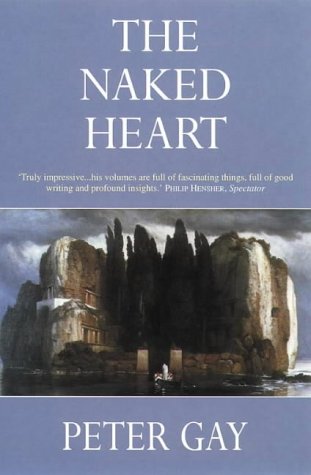 THE
NAKED
HEART
‘Truly impressive...his volumes are full of fascinating things, full of good
writing and profound insights.’ PHILIP HENSHER, Spectator
PETER GAY